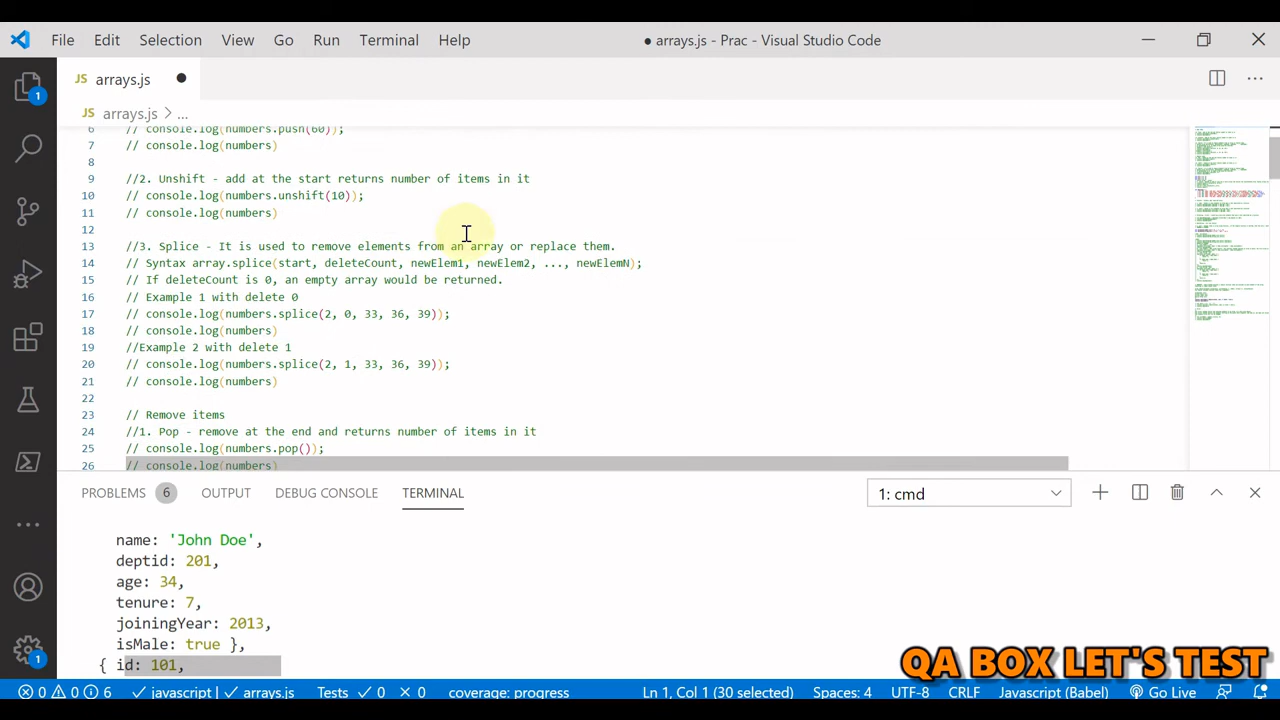 File Edit Selection View Go Run Terminal Help
● arrays.js - Prac - Visual Studio Code
JS arrays.js ●
JS arrays.js > ...
6 // console.log(numbers.push(60));
7 // console.log(numbers)
8
9 //2. Unshift - add at the start returns number of items in it
10 // console.log(numbers.unshift(10));
11 // console.log(numbers)
12
13 //3. Splice - It is used to remove elements from an array, replace them.
14 // Syntax array.splice(start, deleteCount, newElem1, newElem2, ..., newElemN);
15 // If deleteCount is 0, an empty array would be returned.
16 // Example 1 with delete 0
17 // console.log(numbers.splice(2, 0, 33, 36, 39));
18 // console.log(numbers)
19 //Example 2 with delete 1
20 // console.log(numbers.splice(2, 1, 33, 36, 39));
21 // console.log(numbers)
22
23 // Remove items
24 //1. Pop - remove at the end and returns number of items in it
25 // console.log(numbers.pop());
26 // console.log(numbers)
PROBLEMS 6 OUTPUT DEBUG CONSOLE TERMINAL
1: cmd
name: 'John Doe',
deptid: 201,
age: 34,
tenure: 7,
joiningYear: 2013,
isMale: true },
{ id: 101,
QA BOX LET'S TEST
0 0 6 javascript | arrays.js Tests 0 0 coverage: progress Ln 1, Col 1 (30 selected) Spaces: 4 UTF-8 CRLF Javascript (Babel) Go Live
1
1